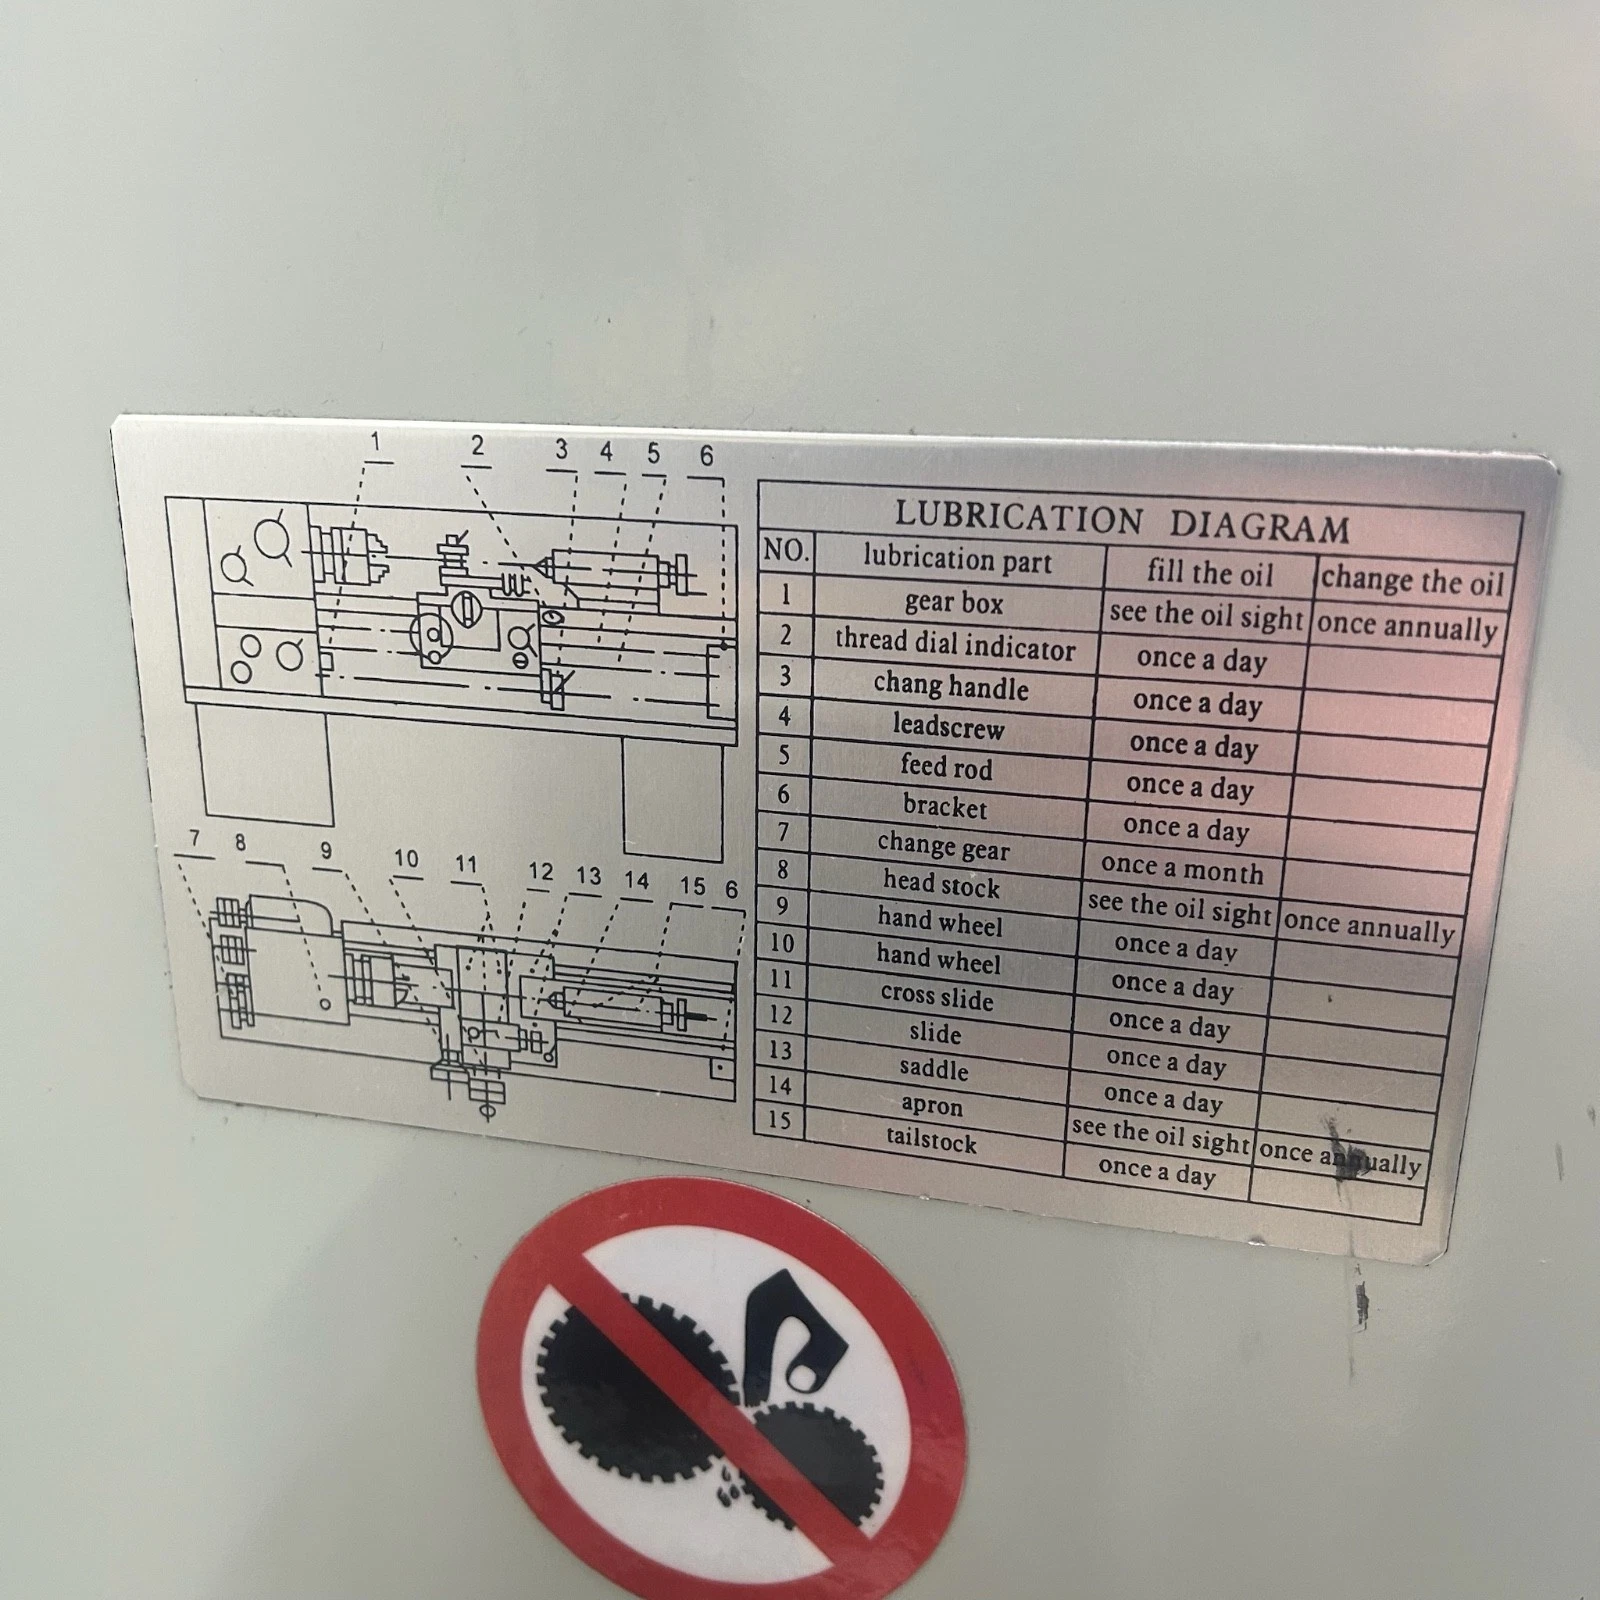 1 2 3 4 5 6
7 8 9 10 11 12 13 14 15 6
LUBRICATION DIAGRAM
NO. lubrication part fill the oil change the oil
1 gear box see the oil sight once annually
2 thread dial indicator once a day
3 chang handle once a day
4 leadscrew once a day
5 feed rod once a day
6 bracket once a day
7 change gear once a month
8 head stock see the oil sight once annually
9 hand wheel once a day
10 hand wheel once a day
11 cross slide once a day
12 slide once a day
13 saddle once a day
14 apron see the oil sight once annually
15 tailstock once a day